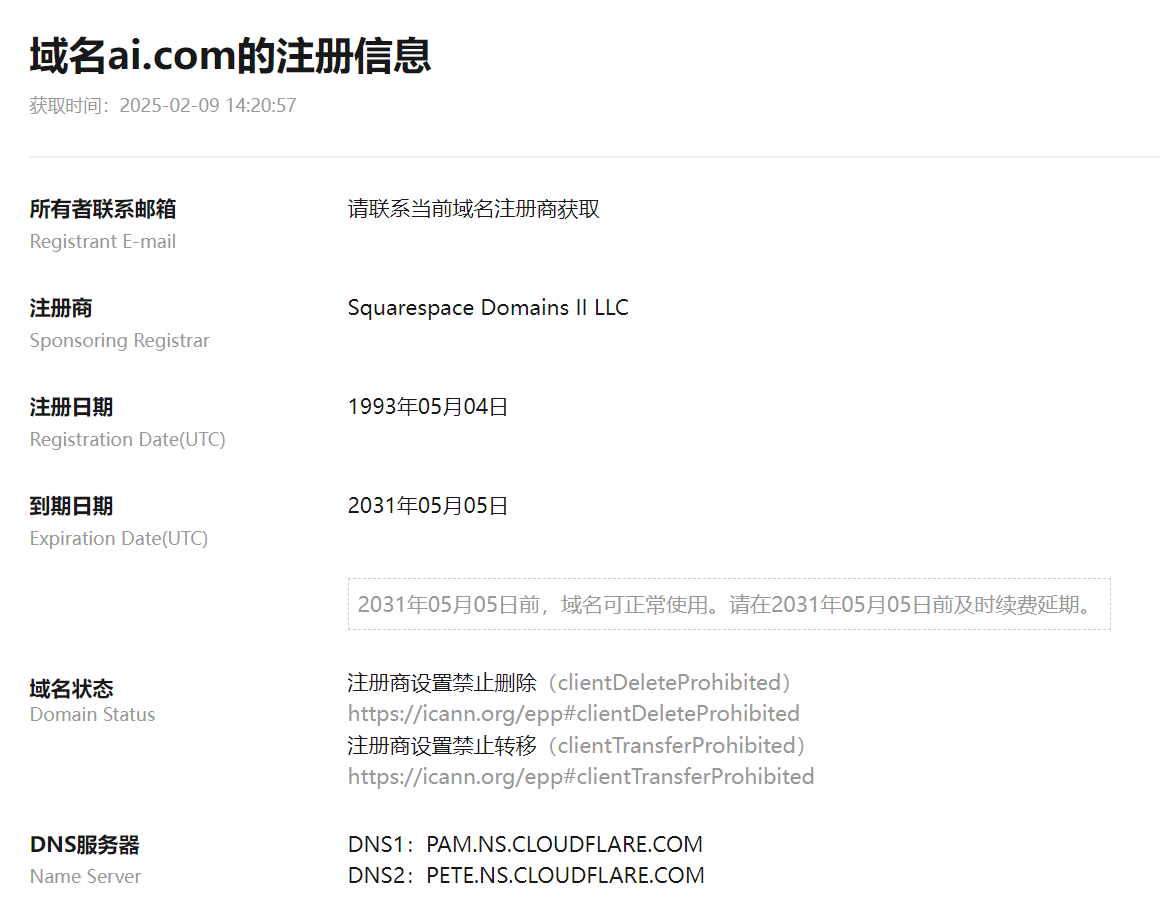 域名ai.com的注册信息
获取时间：2025-02-09 14:20:57
所有者联系邮箱
请联系当前域名注册商获取
Registrant E-mail
注册商
Squarespace Domains II LLC
Sponsoring Registrar
注册日期
1993年05月04日
Registration Date(UTC)
到期日期
2031年05月05日
Expiration Date(UTC)
2031年05月05日前，域名可正常使用。请在2031年05月05日前及时续费延期。
域名状态
Domain Status
注册商设置禁止删除（clientDeleteProhibited）
https://icann.org/epp#clientDeleteProhibited
注册商设置禁止转移（clientTransferProhibited）
https://icann.org/epp#clientTransferProhibited
DNS服务器
Name Server
DNS1：PAM.NS.CLOUDFLARE.COM
DNS2：PETE.NS.CLOUDFLARE.COM